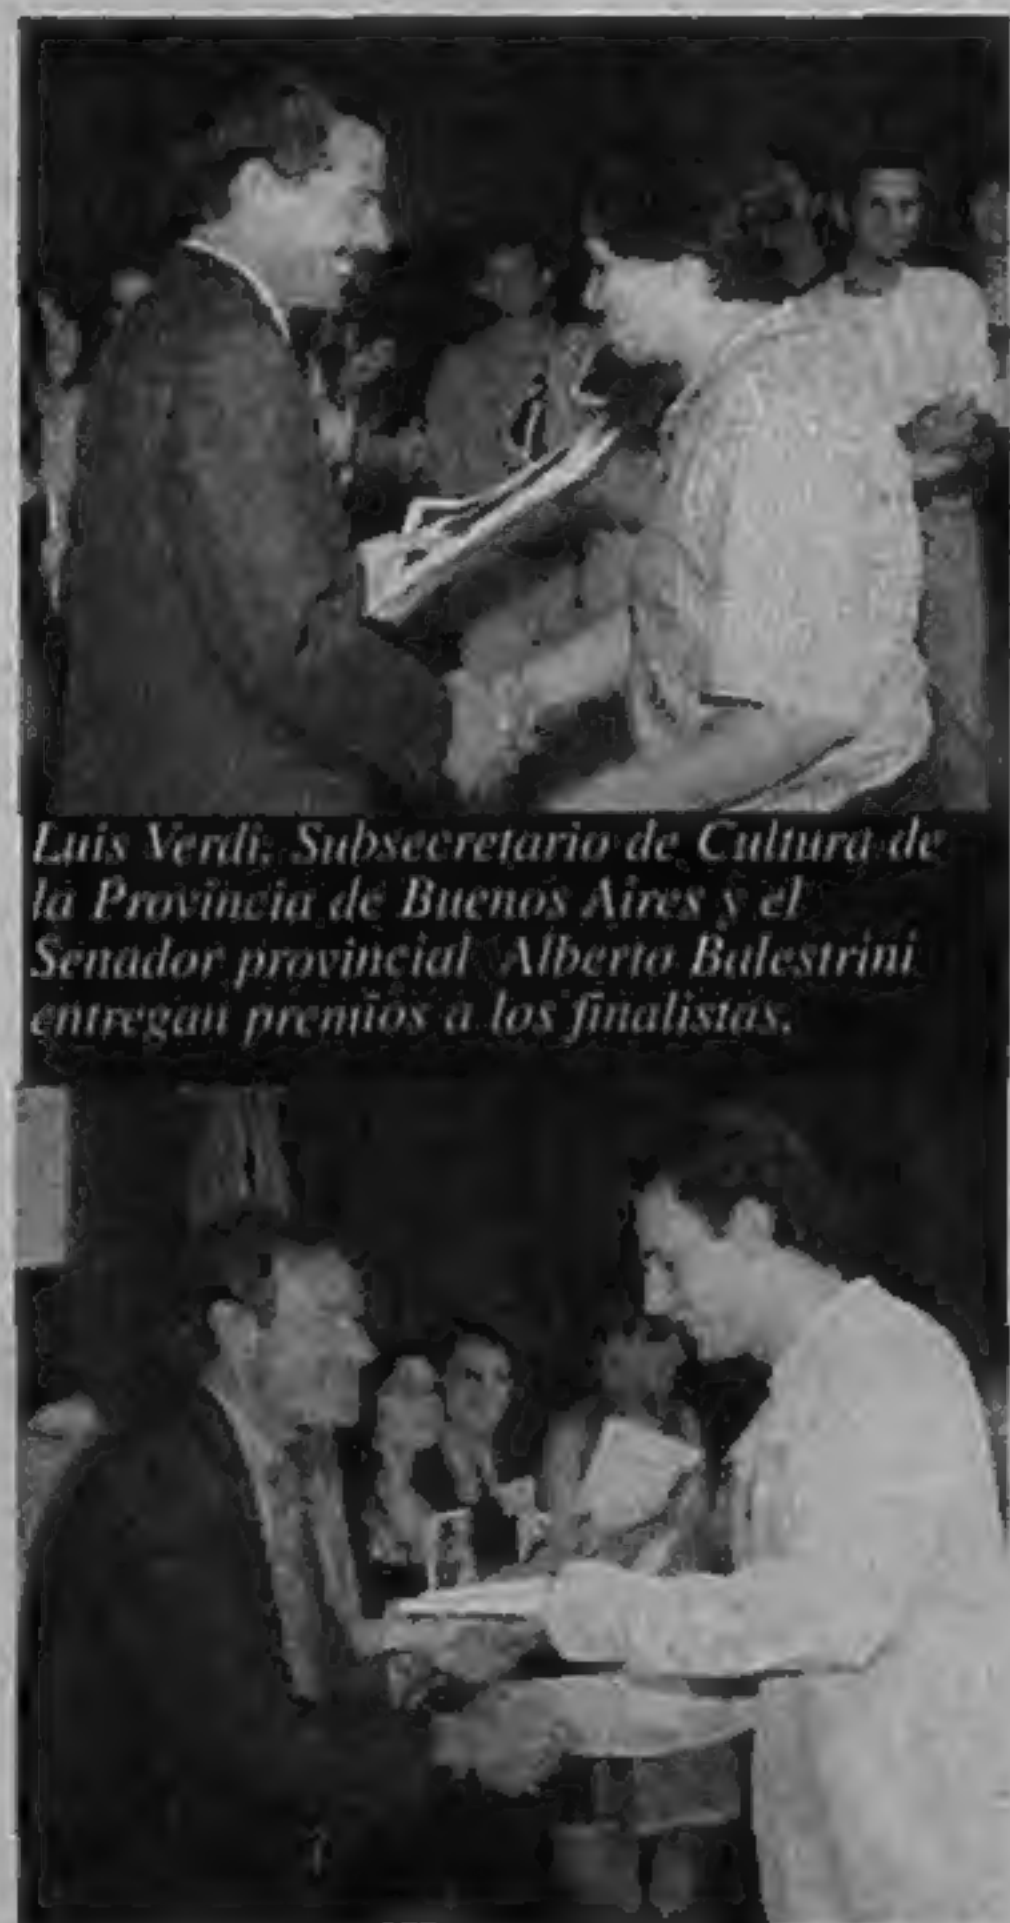 Luis Verdi, Subsecretario de Cultura de
la Provincia de Buenos Aires y el
Senador provincial Alberto Balestrini
entregan premios a los finalistas.